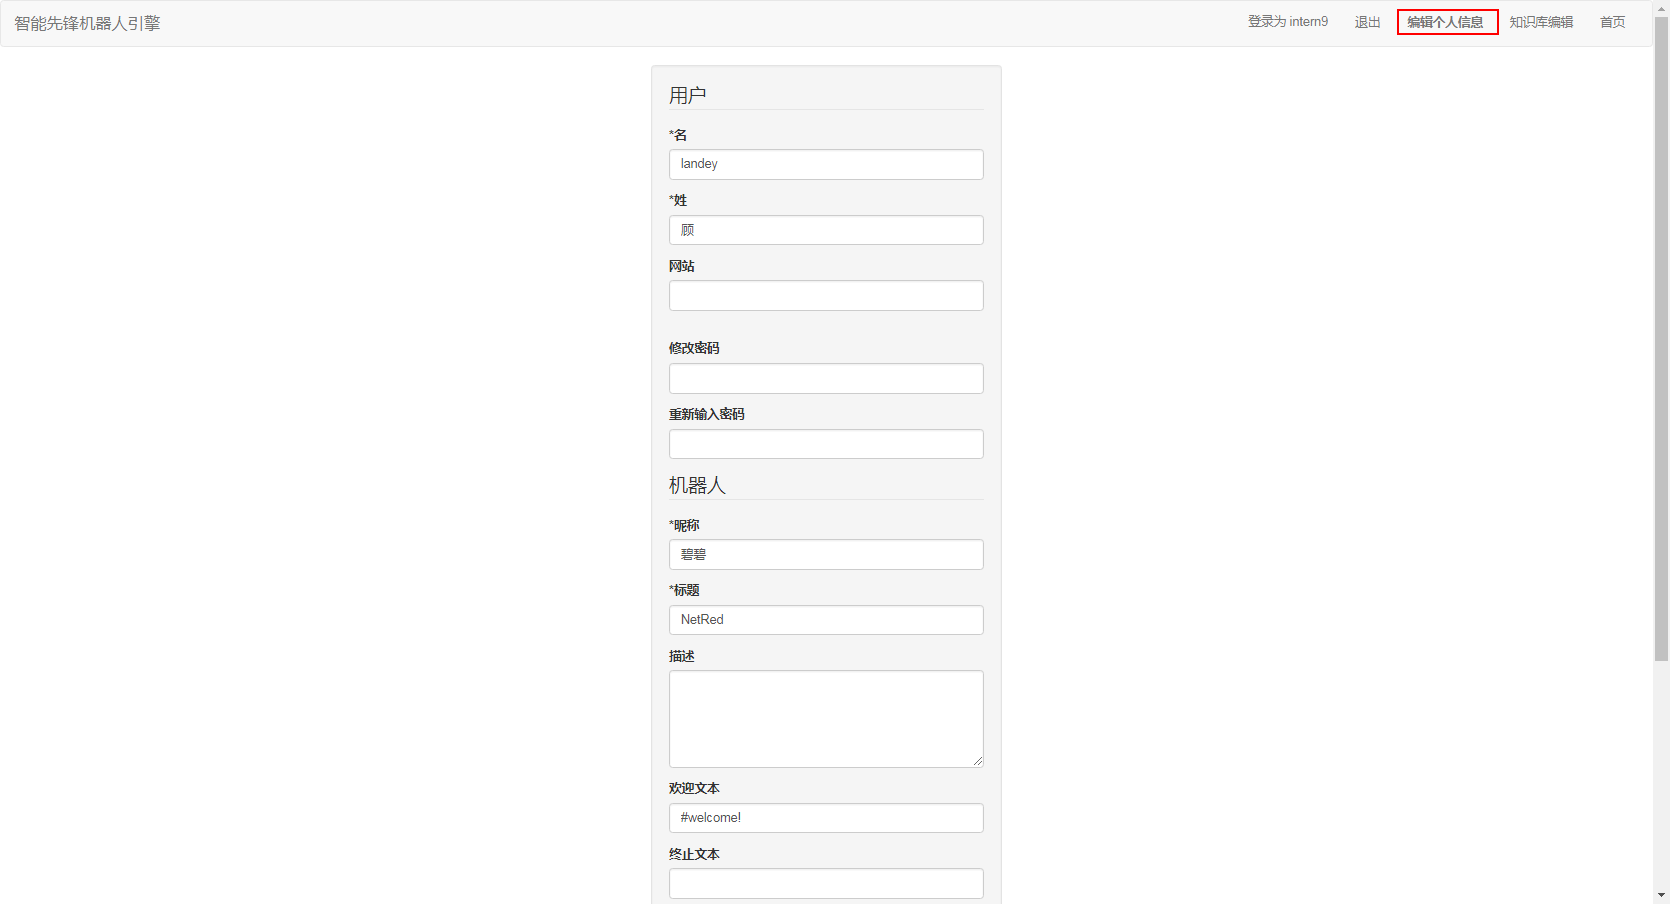 智能先锋机器人引擎
登录为 intern9 退出 编辑个人信息 知识库编辑 首页
用户
*名
landey
*姓
顾
网站
修改密码
重新输入密码
机器人
*昵称
碧碧
*标题
NetRed
描述
欢迎文本
#welcome!
终止文本